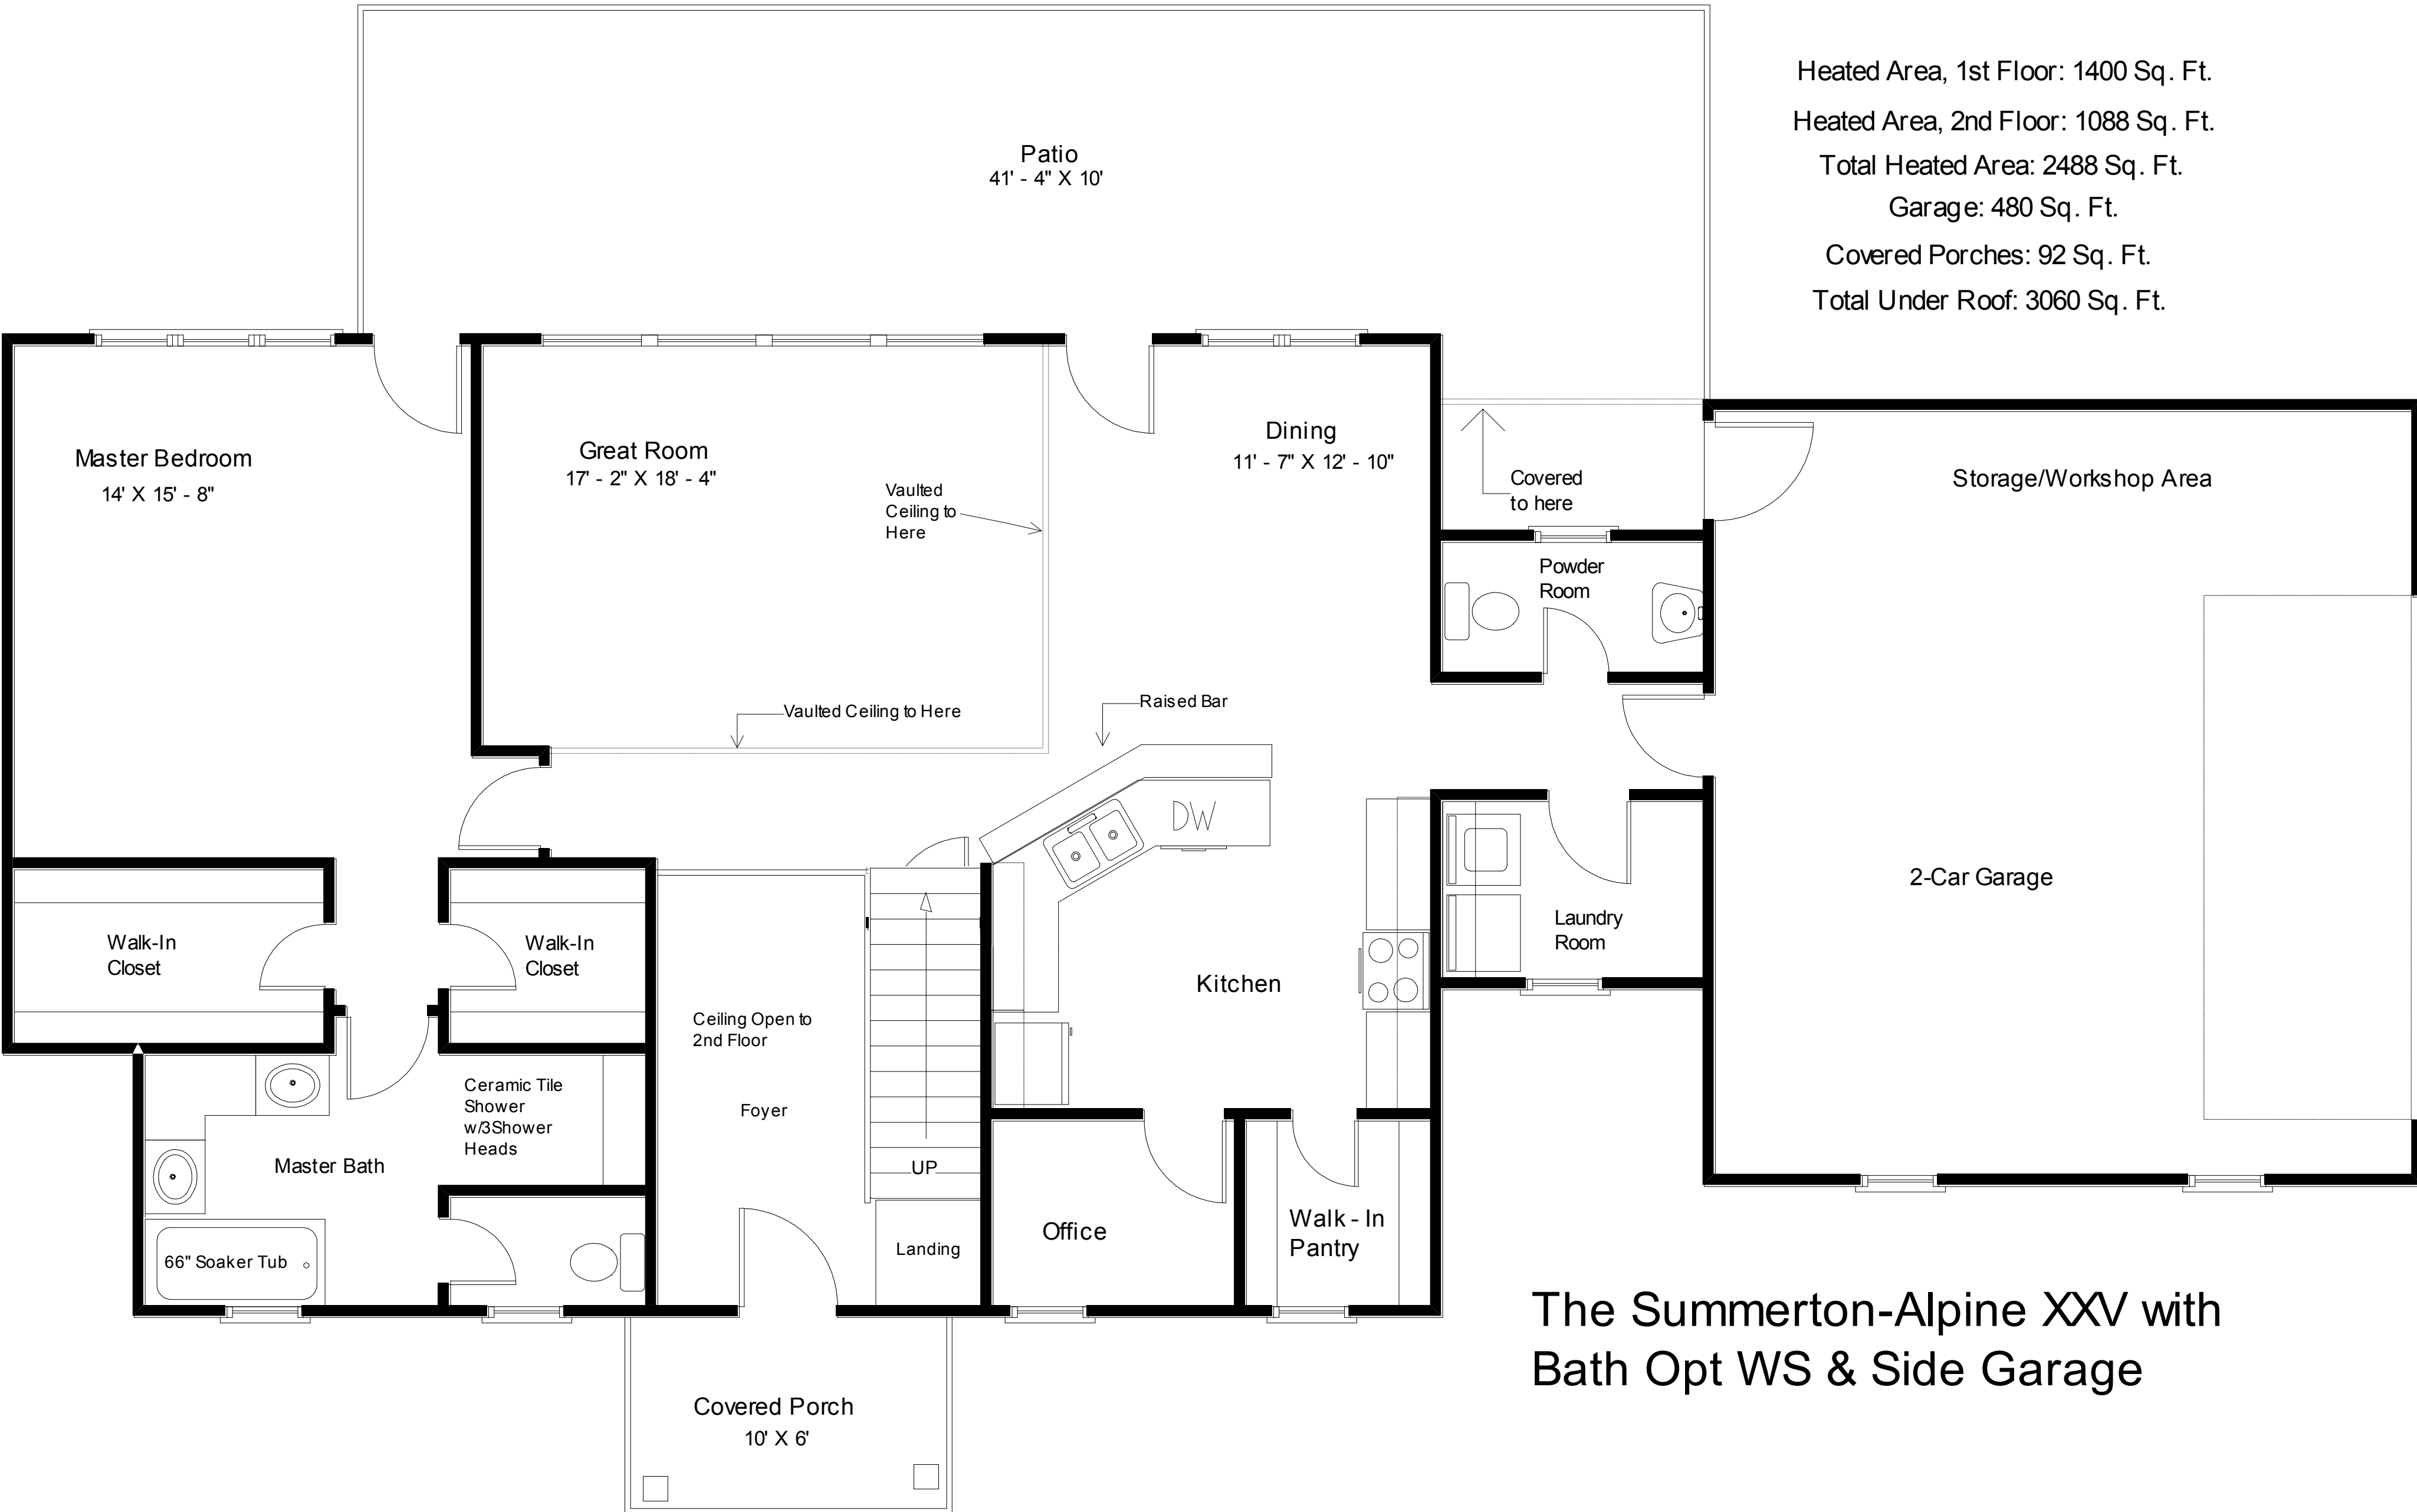 Heated Area, 1st Floor: 1400 Sq. Ft.
Heated Area, 2nd Floor: 1088 Sq. Ft.
Total Heated Area: 2488 Sq. Ft.
Garage: 480 Sq. Ft.
Covered Porches: 92 Sq. Ft.
Total Under Roof: 3060 Sq. Ft.
Patio
41' - 4" X 10'
Master Bedroom
14' X 15' - 8"
Great Room
17' - 2" X 18' - 4"
Vaulted
Ceiling to
Here
Dining
11' - 7" X 12' - 10"
Covered
to here
Storage/Workshop Area
Powder
Room
Vaulted Ceiling to Here
Raised Bar
DW
2-Car Garage
Laundry
Room
Walk-In
Closet
Walk-In
Closet
Kitchen
Ceiling Open to
2nd Floor
Foyer
Ceramic Tile
Shower
w/3Shower
Heads
Master Bath
UP
66" Soaker Tub
Landing
Office
Walk - In
Pantry
The Summerton-Alpine XXV with
Bath Opt WS & Side Garage
Covered Porch
10' X 6'